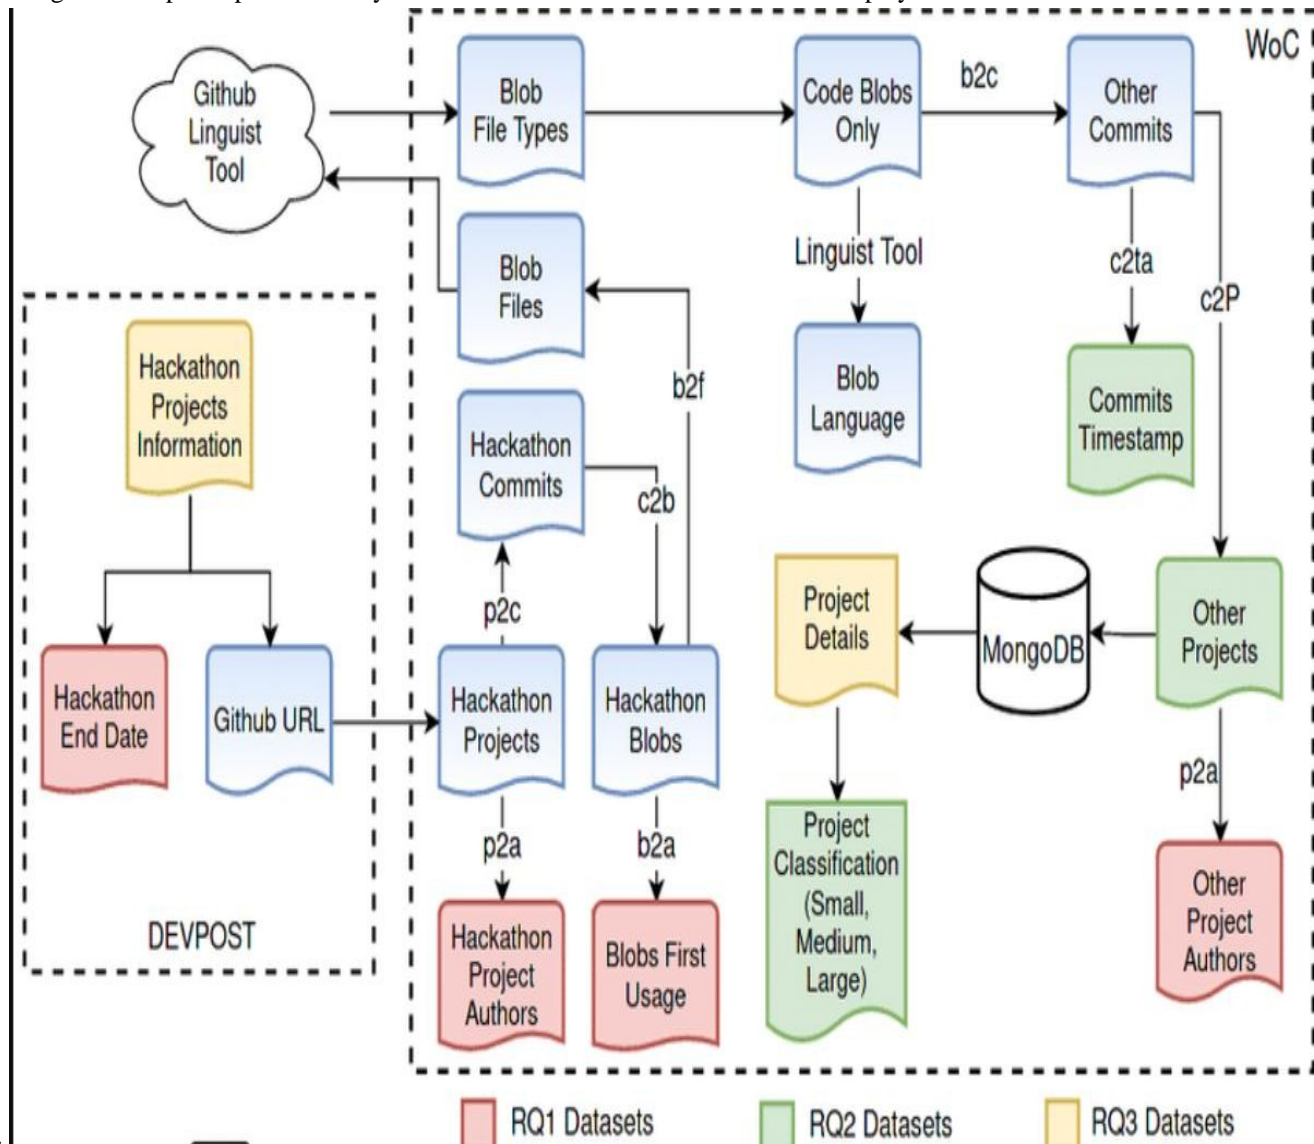 WoC
Github
Linguist
Tool
Blob
File Types
Code Blobs
Only
b2c
Other
Commits
Blob
Files
Linguist Tool
c2ta
c2P
Hackathon
Projects
Information
b2f
Blob
Language
Commits
Timestamp
Hackathon
Commits
c2b
p2c
Project
Details
MongoDB
Other
Projects
Hackathon
End Date
Github URL
Hackathon
Projects
Hackathon
Blobs
p2a
b2a
p2a
Project
Classification
(Small,
Medium,
Large)
DEVPOST
Hackathon
Project
Authors
Blobs First
Usage
Other
Project
Authors
RQ1 Datasets
RQ2 Datasets
RQ3 Datasets